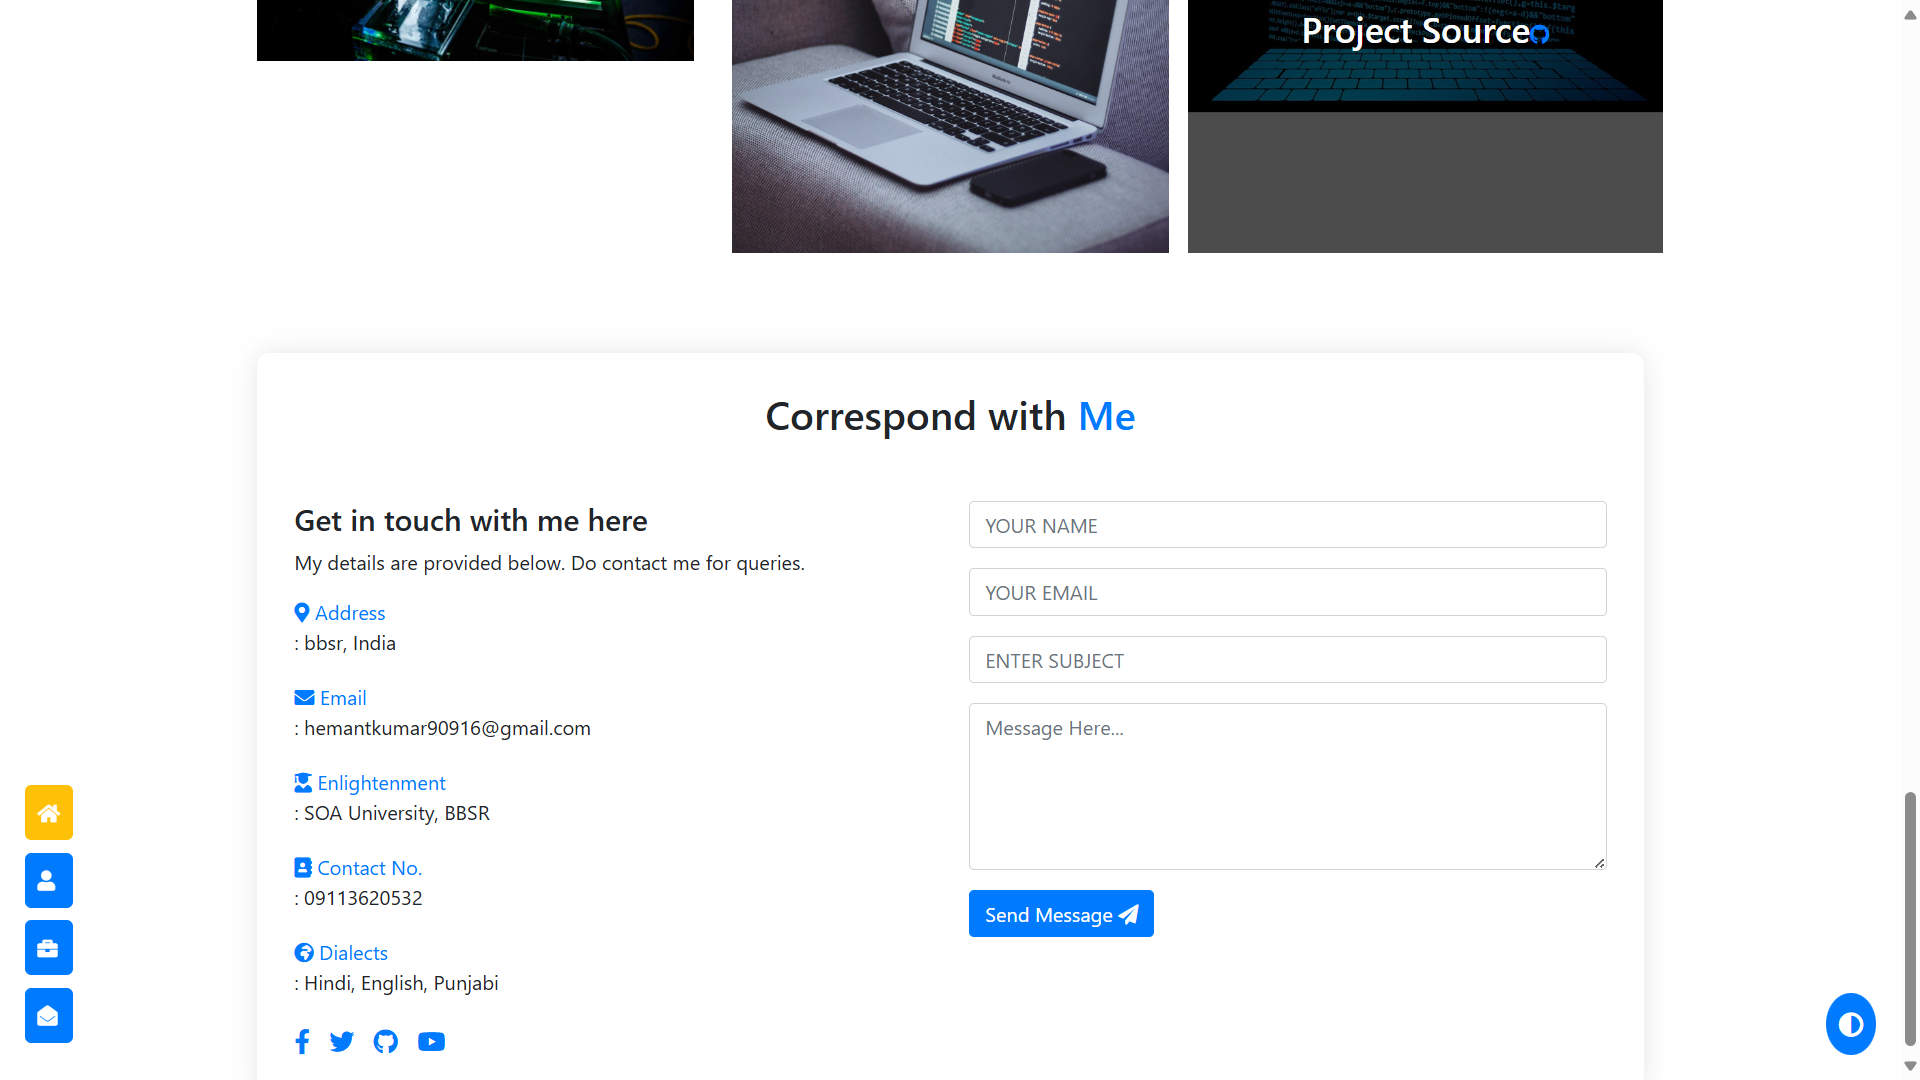 Project Source
Correspond with Me
Get in touch with me here
My details are provided below. Do contact me for queries.
Address
: bbsr, India
Email
: hemantkumar90916@gmail.com
Enlightenment
: SOA University, BBSR
Contact No.
: 09113620532
Dialects
: Hindi, English, Punjabi
YOUR NAME
YOUR EMAIL
ENTER SUBJECT
Message Here...
Send Message